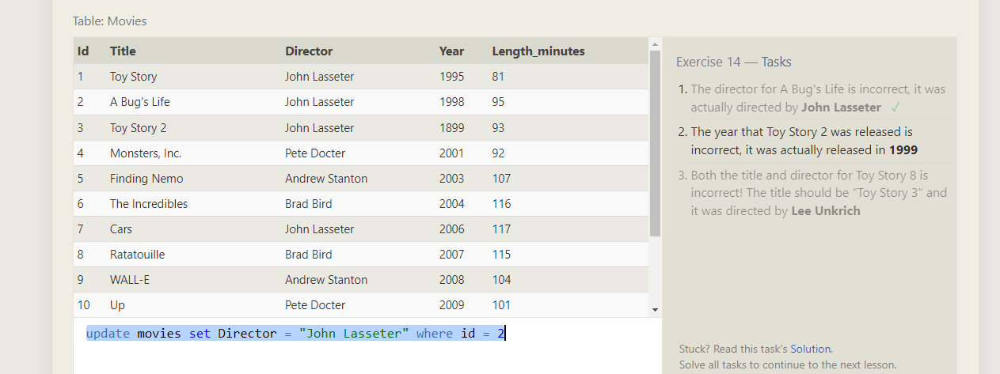 Table: Movies
Id Title Director Year Length_minutes
1 Toy Story John Lasseter 1995 81
2 A Bug's Life John Lasseter 1998 95
3 Toy Story 2 John Lasseter 1899 93
4 Monsters, Inc. Pete Docter 2001 92
5 Finding Nemo Andrew Stanton 2003 107
6 The Incredibles Brad Bird 2004 116
7 Cars John Lasseter 2006 117
8 Ratatouille Brad Bird 2007 115
9 WALL-E Andrew Stanton 2008 104
10 Up Pete Docter 2009 101
update movies set Director = "John Lasseter" where id = 2
Exercise 14 — Tasks
1. The director for A Bug's Life is incorrect, it was
actually directed by John Lasseter ✓
2. The year that Toy Story 2 was released is
incorrect, it was actually released in 1999
3. Both the title and director for Toy Story 8 is
incorrect! The title should be "Toy Story 3" and
it was directed by Lee Unkrich
Stuck? Read this task's Solution.
Solve all tasks to continue to the next lesson.